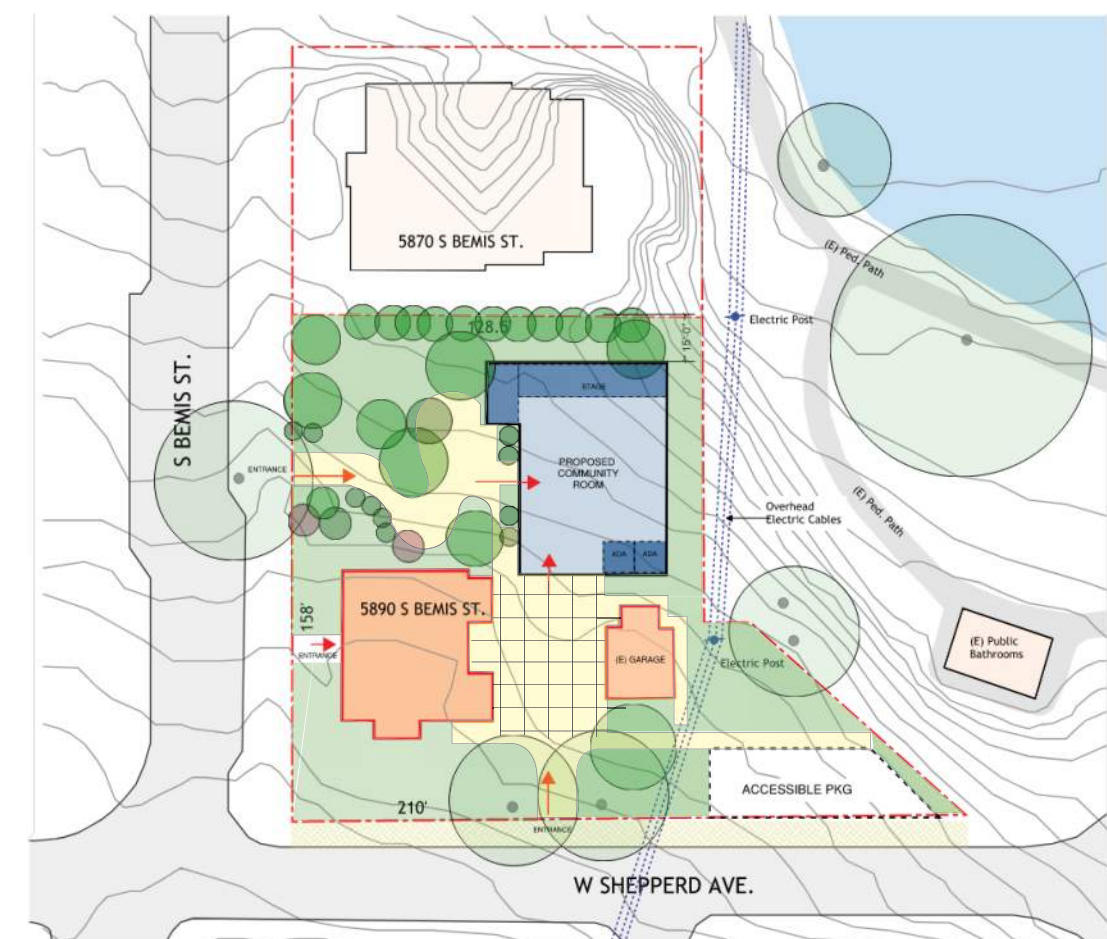 5870 S BEMIS ST.
(E) Ped. Path
128.5
15'-0"
Electric Post
STAGE
S BEMIS ST.
ENTRANCE
PROPOSED
COMMUNITY
ROOM
Overhead
Electric Cables
(E) Ped. Path
ADA
ADA
5890 S BEMIS ST.
158'
ENTRANCE
(E) GARAGE
Electric Post
(E) Public
Bathrooms
ACCESSIBLE PKG
210'
ENTRANCE
W SHEPPERD AVE.